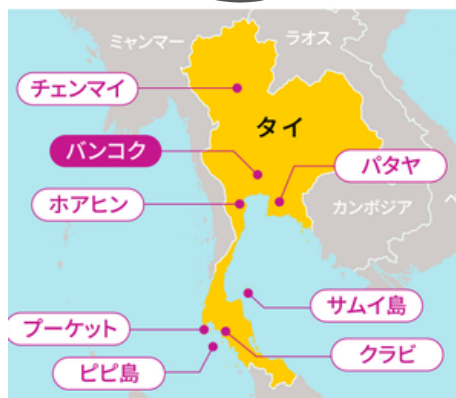 ミャンマー
ラオス
チェンマイ
タイ
バンコク
パタヤ
ホアヒン
カンボジア
サムイ島
プーケット
クラビ
ピピ島